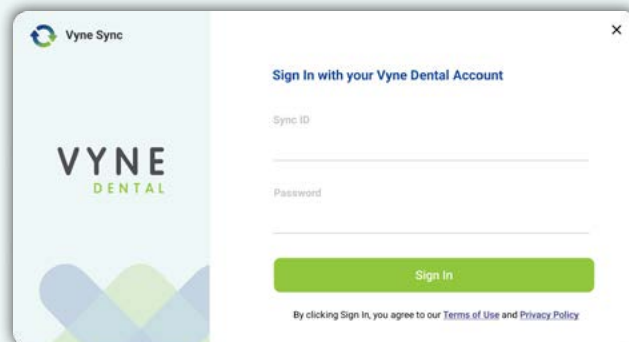 Vyne Sync
VYNE
DENTAL
Sign In with your Vyne Dental Account
Sync ID
Password
Sign In
By clicking Sign In, you agree to our Terms of Use and Privacy Policy